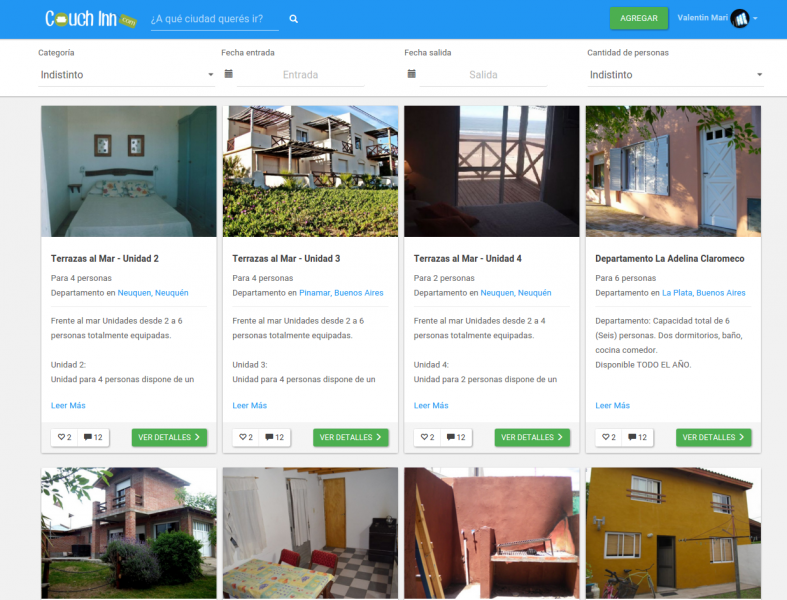 Couch Inn .com
¿A qué ciudad querés ir?
AGREGAR
Valentin Mari
Categoría
Fecha entrada
Fecha salida
Cantidad de personas
Indistinto
Entrada
Salida
Indistinto
Terrazas al Mar - Unidad 2
Para 4 personas
Departamento en Neuquen, Neuquén
Frente al mar Unidades desde 2 a 6
personas totalmente equipadas.
Unidad 2:
Unidad para 4 personas dispone de un
Leer Más
2
12
VER DETALLES
Terrazas al Mar - Unidad 3
Para 4 personas
Departamento en Pinamar, Buenos Aires
Frente al mar Unidades desde 2 a 6
personas totalmente equipadas.
Unidad 3:
Unidad para 4 personas dispone de un
Leer Más
2
12
VER DETALLES
Terrazas al Mar - Unidad 4
Para 2 personas
Departamento en Neuquen, Neuquén
Frente al mar Unidades desde 2 a 4
personas totalmente equipadas.
Unidad 4:
Unidad para 2 personas dispone de un
Leer Más
2
12
VER DETALLES
Departamento La Adelina Claromeco
Para 6 personas
Departamento en La Plata, Buenos Aires
Departamento: Capacidad total de 6
(Seis) personas. Dos dormitorios, baño,
cocina comedor.
Disponible TODO EL AÑO.
Leer Más
2
12
VER DETALLES